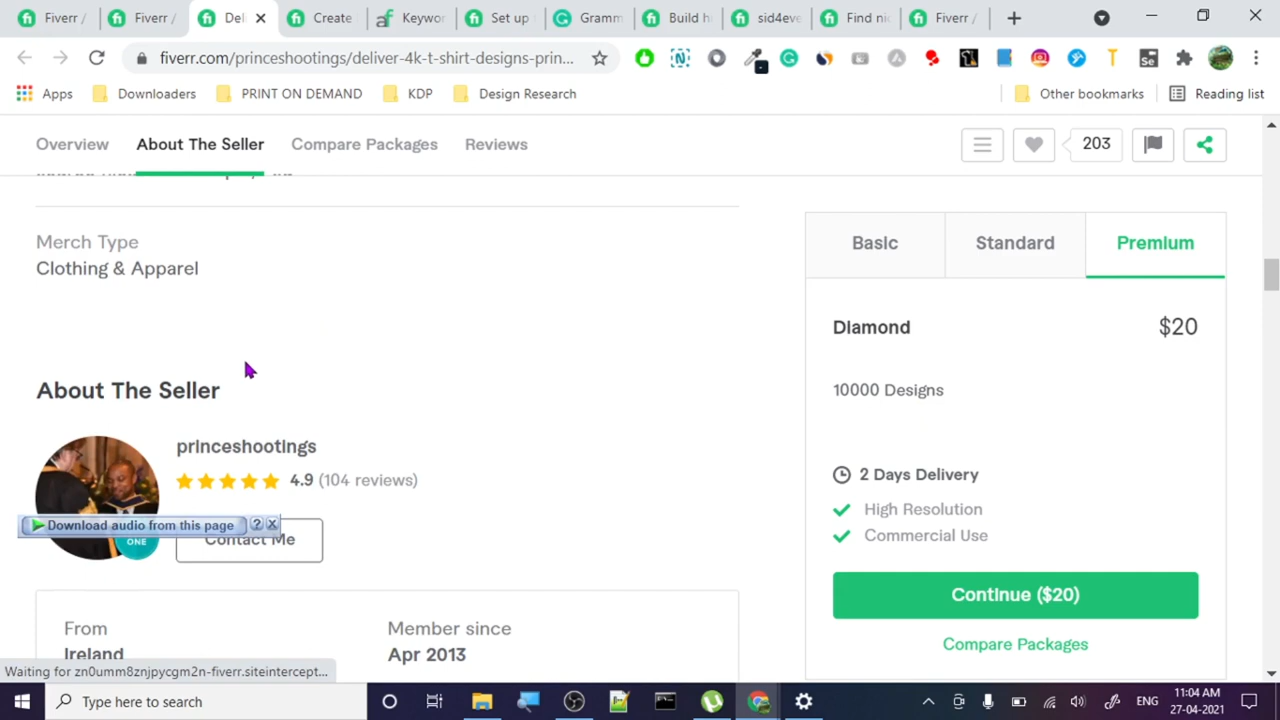 Fiverr /
Fiverr /
Deli
Create
Keywor
Set up
Gramm
Build h
sid4eve
Find nic
Fiverr /
fiverr.com/princeshootings/deliver-4k-t-shirt-designs-prin...
Apps
Downloaders
PRINT ON DEMAND
KDP
Design Research
Other bookmarks
Reading list
Overview
About The Seller
Compare Packages
Reviews
203
Merch Type
Clothing & Apparel
Basic
Standard
Premium
Diamond
$20
10000 Designs
2 Days Delivery
High Resolution
Commercial Use
Continue ($20)
Compare Packages
About The Seller
princeshootings
4.9 (104 reviews)
Download audio from this page
ONE
Contact Me
From
Ireland
Member since
Apr 2013
Waiting for zn0umm8znjpycgm2n-fiverr.siteintercept...
Type here to search
ENG
11:04 AM
27-04-2021